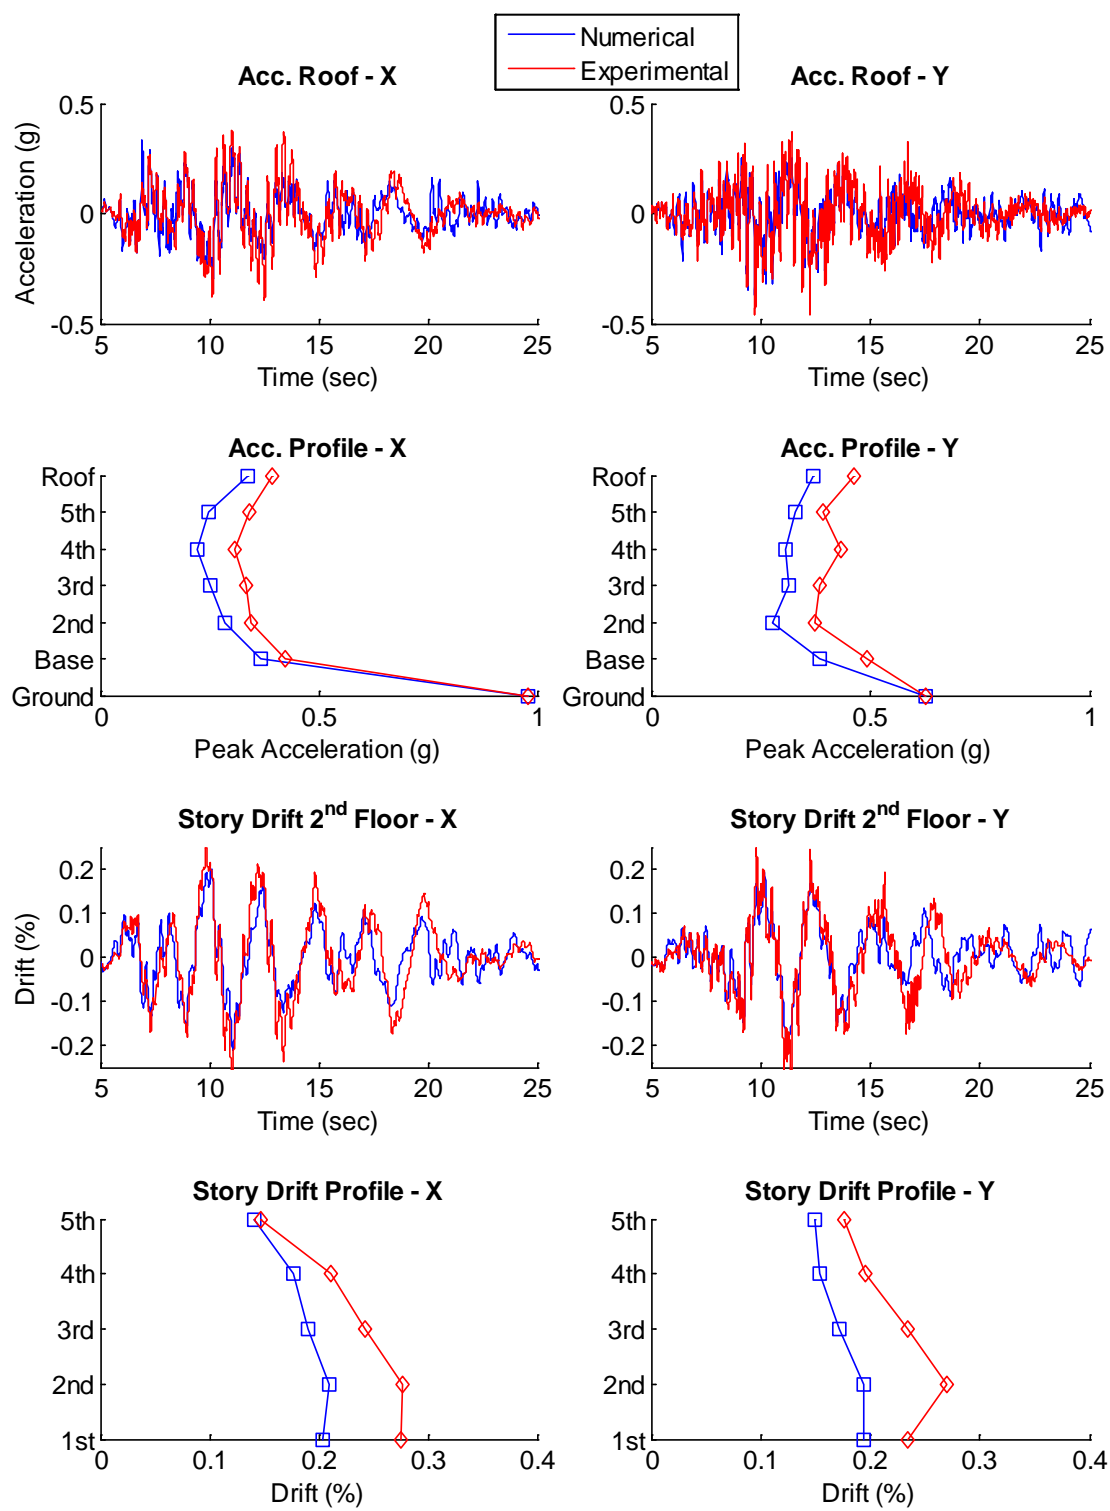 Numerical
Experimental
Acc. Roof - X
Acc. Roof - Y
Acceleration (g)
0.5
0
-0.5
5 10 15 20 25
Time (sec)
0.5
0
-0.5
5 10 15 20 25
Time (sec)
Acc. Profile - X
Roof
5th
4th
3rd
2nd
Base
Ground
0 0.5 1
Peak Acceleration (g)
Acc. Profile - Y
Roof
5th
4th
3rd
2nd
Base
Ground
0 0.5 1
Peak Acceleration (g)
Story Drift 2nd Floor - X
Drift (%)
0.2
0.1
0
-0.1
-0.2
5 10 15 20 25
Time (sec)
Story Drift 2nd Floor - Y
0.2
0.1
0
-0.1
-0.2
5 10 15 20 25
Time (sec)
Story Drift Profile - X
5th
4th
3rd
2nd
1st
0 0.1 0.2 0.3 0.4
Drift (%)
Story Drift Profile - Y
5th
4th
3rd
2nd
1st
0 0.1 0.2 0.3 0.4
Drift (%)